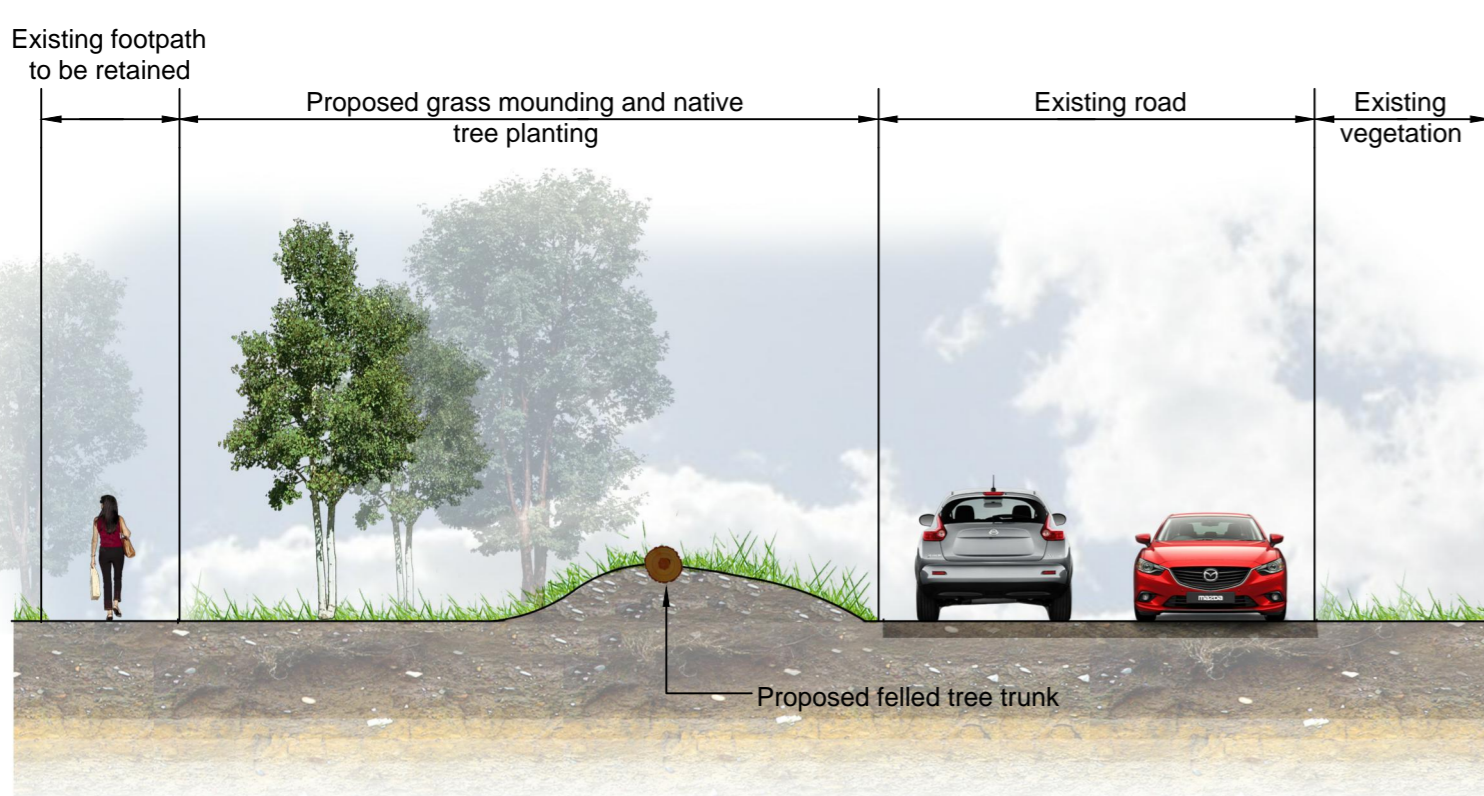 Existing footpath
to be retained
Proposed grass mounding and native
tree planting
Existing road
Existing
vegetation
mazda
Proposed felled tree trunk